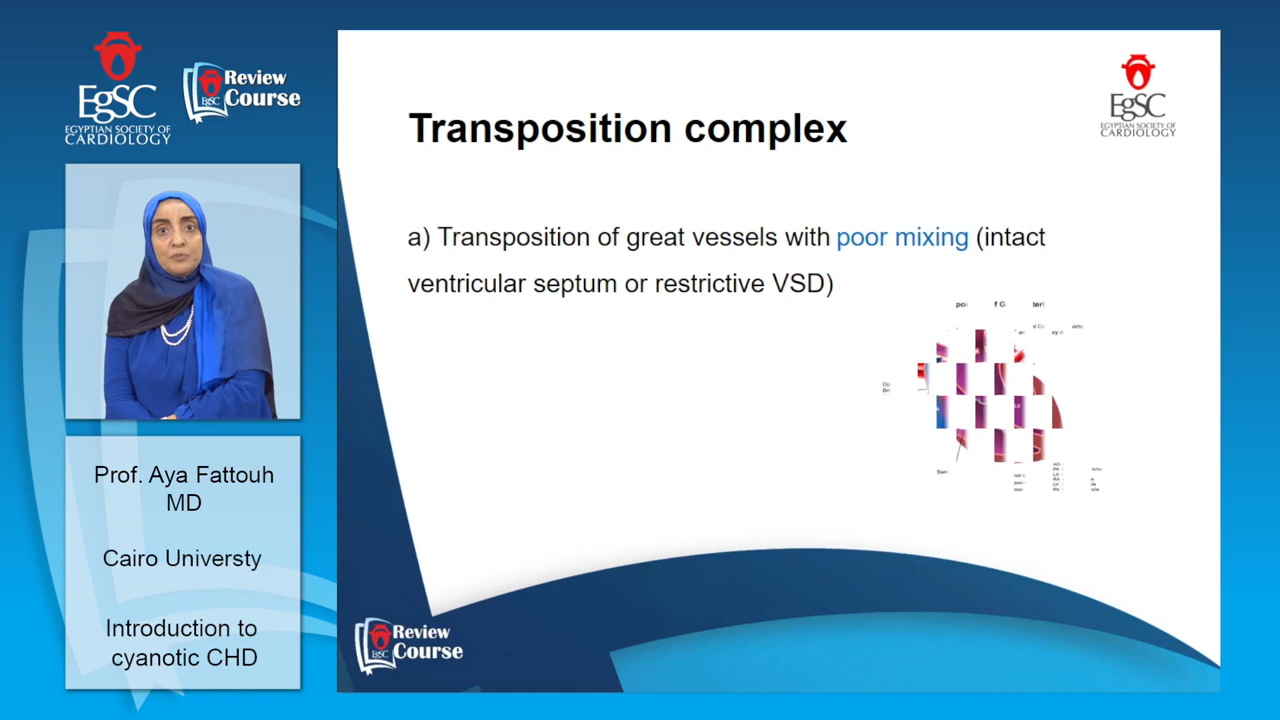 EgSC
EGYPTIAN SOCIETY OF
CARDIOLOGY
EgSC
Review
Course
EgSC
EGYPTIAN SOCIETY OF
CARDIOLOGY
Transposition complex
a) Transposition of great vessels with poor mixing (intact
ventricular septum or restrictive VSD)
LV
Prof. Aya Fattouh
MD
Cairo Universty
Introduction to
cyanotic CHD
EgSC
Review
Course